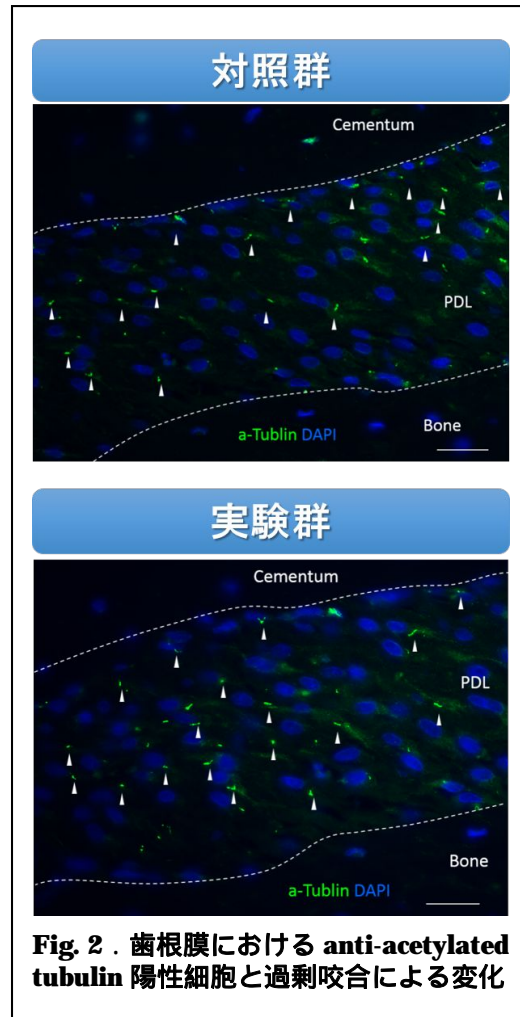 対照群
Cementum
PDL
Bone
a-Tublin DAPI
実験群
Cementum
PDL
Bone
a-Tublin DAPI
Fig. 2．歯根膜における anti-acetylated
tubulin 陽性細胞と過剰咬合による変化